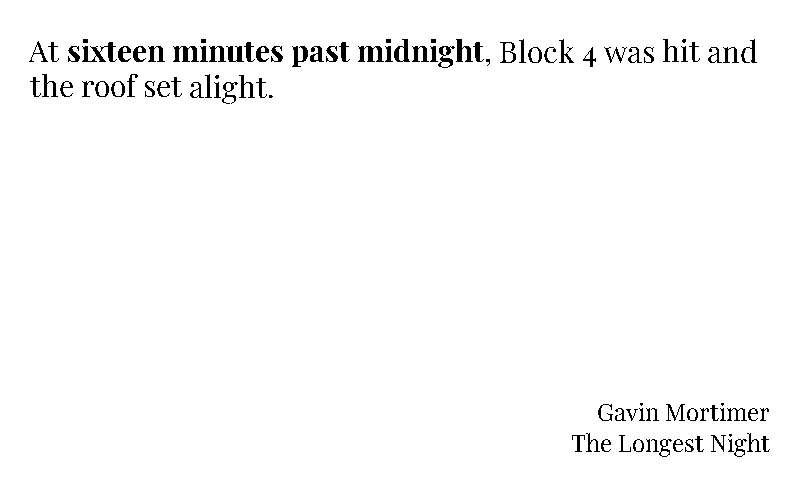 At sixteen minutes past midnight, Block 4 was hit and
the roof set alight.
Gavin Mortimer
The Longest Night